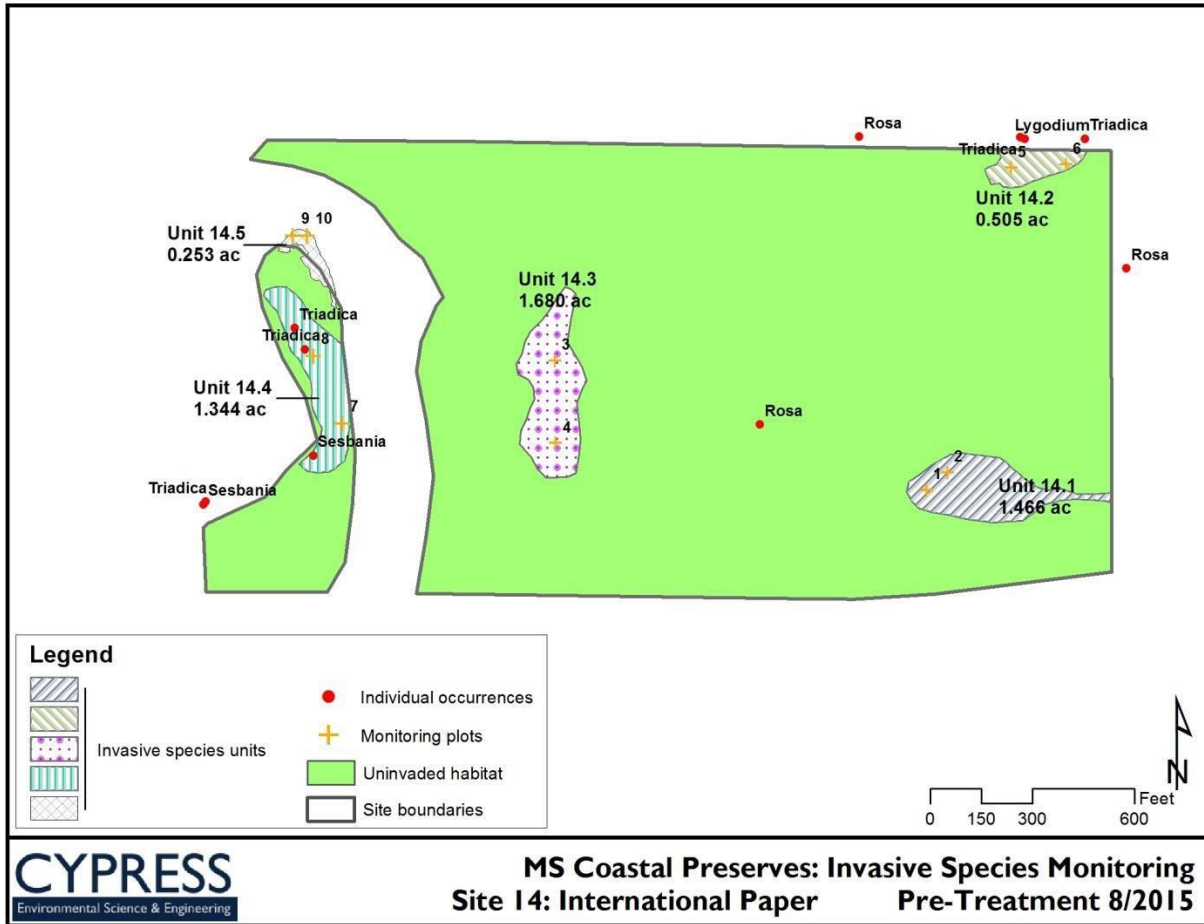 Rosa
Lygodium Triadica
Triadica 5 6
Unit 14.2
0.505 ac
9 10
Unit 14.5
0.253 ac
Rosa
Unit 14.3
1.680 ac
Triadica
Triadica 8
3
Unit 14.4
1.344 ac
7
Rosa
4
Sesbania
2
1
Unit 14.1
1.466 ac
Triadica Sesbania
Legend
Invasive species units
Individual occurrences
Monitoring plots
Uninvaded habitat
Site boundaries
N
Feet
0 150 300 600
CYPRESS
Environmental Science & Engineering
MS Coastal Preserves: Invasive Species Monitoring
Site 14: International Paper Pre-Treatment 8/2015